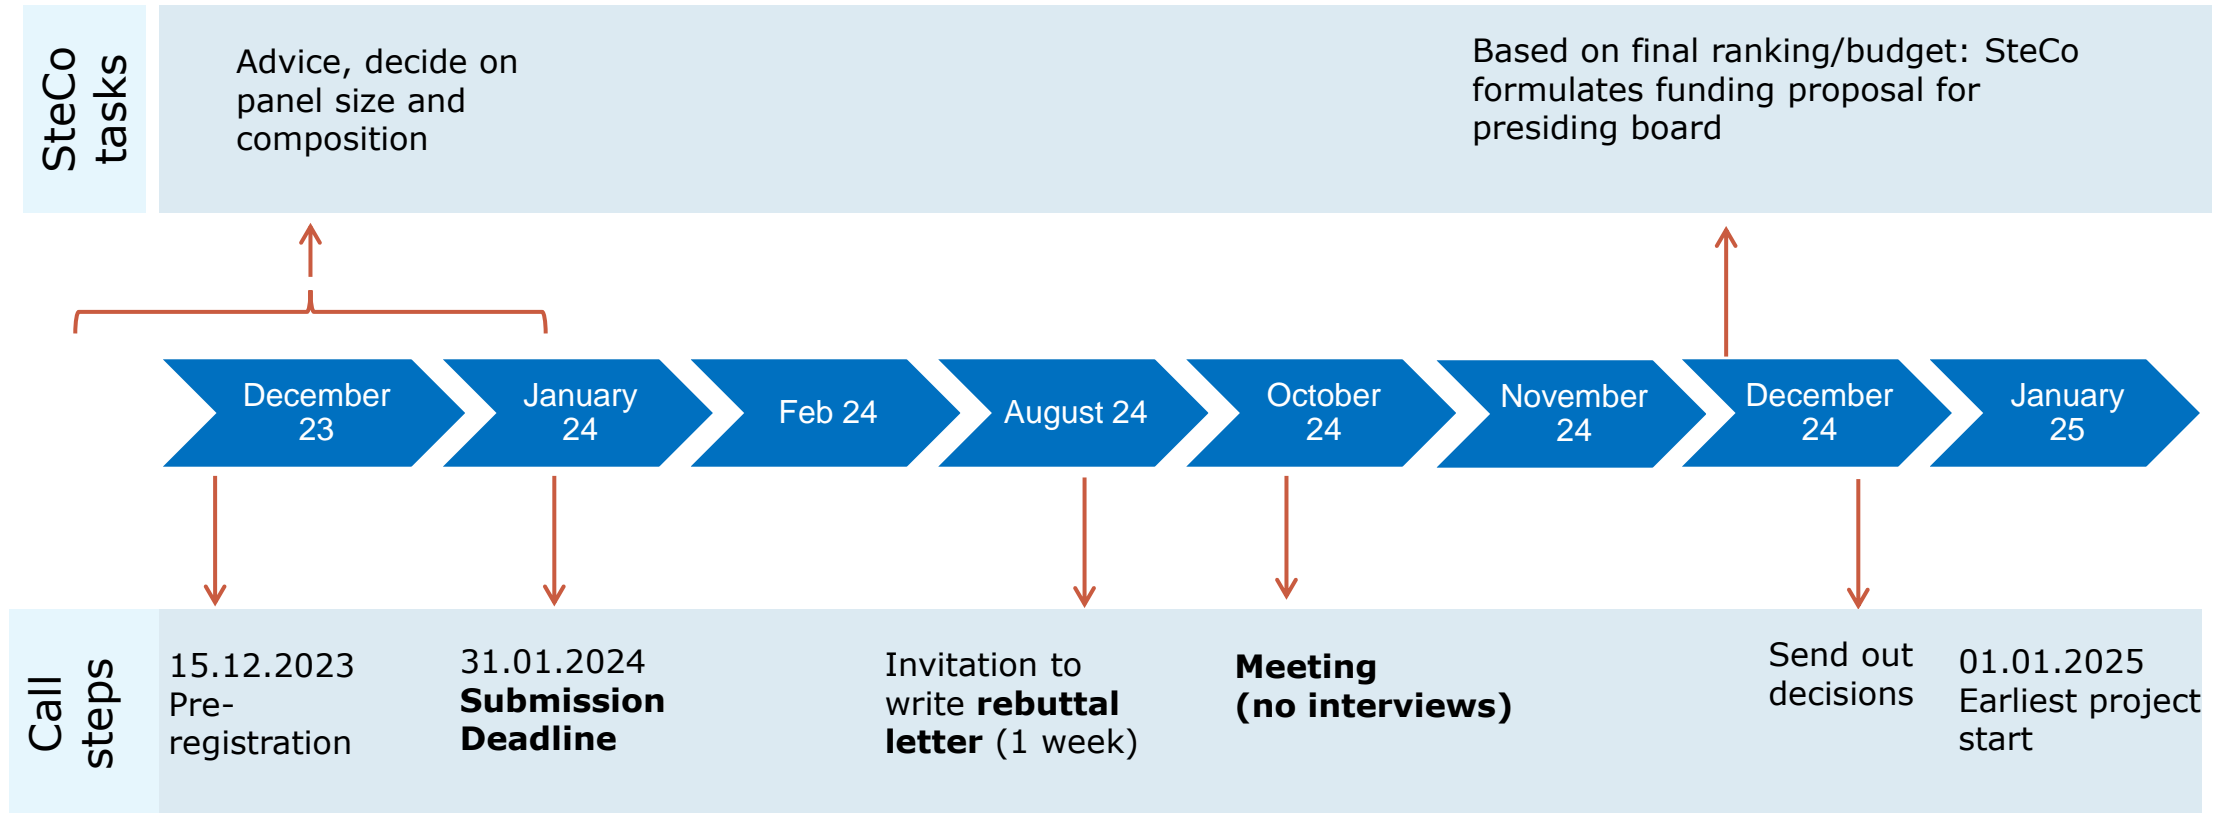 SteCo
tasks
Advice, decide on
panel size and
composition
Based on final ranking/budget: SteCo
formulates funding proposal for
presiding board
December
23
January
24
Feb 24
August 24
October
24
November
24
December
24
January
25
Call
steps
15.12.2023
Pre-
registration
31.01.2024
Submission
Deadline
Invitation to
write rebuttal
letter (1 week)
Meeting
(no interviews)
Send out
decisions
01.01.2025
Earliest project
start